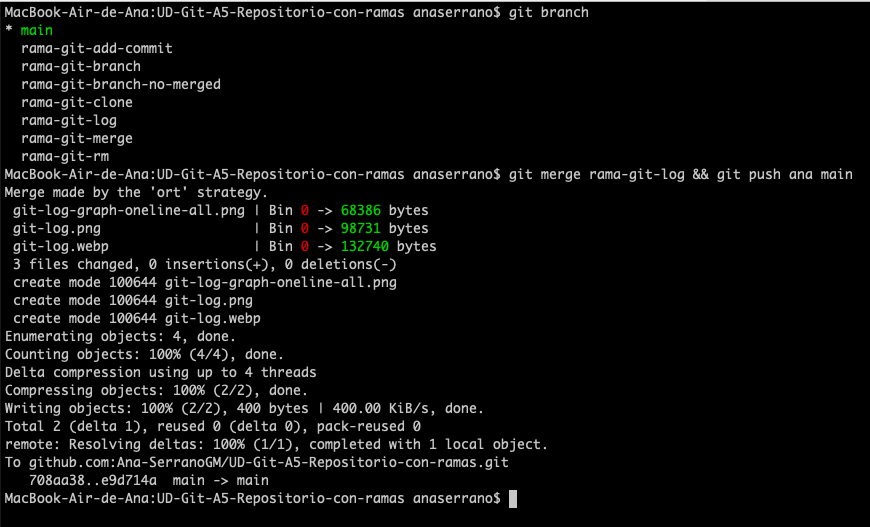 MacBook-Air-de-Ana:UD-Git-A5-Repositorio-con-ramas anaserrano$ git branch
* main
  rama-git-add-commit
  rama-git-branch
  rama-git-branch-no-merged
  rama-git-clone
  rama-git-log
  rama-git-merge
  rama-git-rm
MacBook-Air-de-Ana:UD-Git-A5-Repositorio-con-ramas anaserrano$ git merge rama-git-log && git push ana main
Merge made by the 'ort' strategy.
 git-log-graph-oneline-all.png | Bin 0 -> 68386 bytes
 git-log.png                   | Bin 0 -> 98731 bytes
 git-log.webp                  | Bin 0 -> 132740 bytes
 3 files changed, 0 insertions(+), 0 deletions(-)
 create mode 100644 git-log-graph-oneline-all.png
 create mode 100644 git-log.png
 create mode 100644 git-log.webp
Enumerating objects: 4, done.
Counting objects: 100% (4/4), done.
Delta compression using up to 4 threads
Compressing objects: 100% (2/2), done.
Writing objects: 100% (2/2), 400 bytes | 400.00 KiB/s, done.
Total 2 (delta 1), reused 0 (delta 0), pack-reused 0
remote: Resolving deltas: 100% (1/1), completed with 1 local object.
To github.com:Ana-SerranoGM/UD-Git-A5-Repositorio-con-ramas.git
   708aa38..e9d714a  main -> main
MacBook-Air-de-Ana:UD-Git-A5-Repositorio-con-ramas anaserrano$